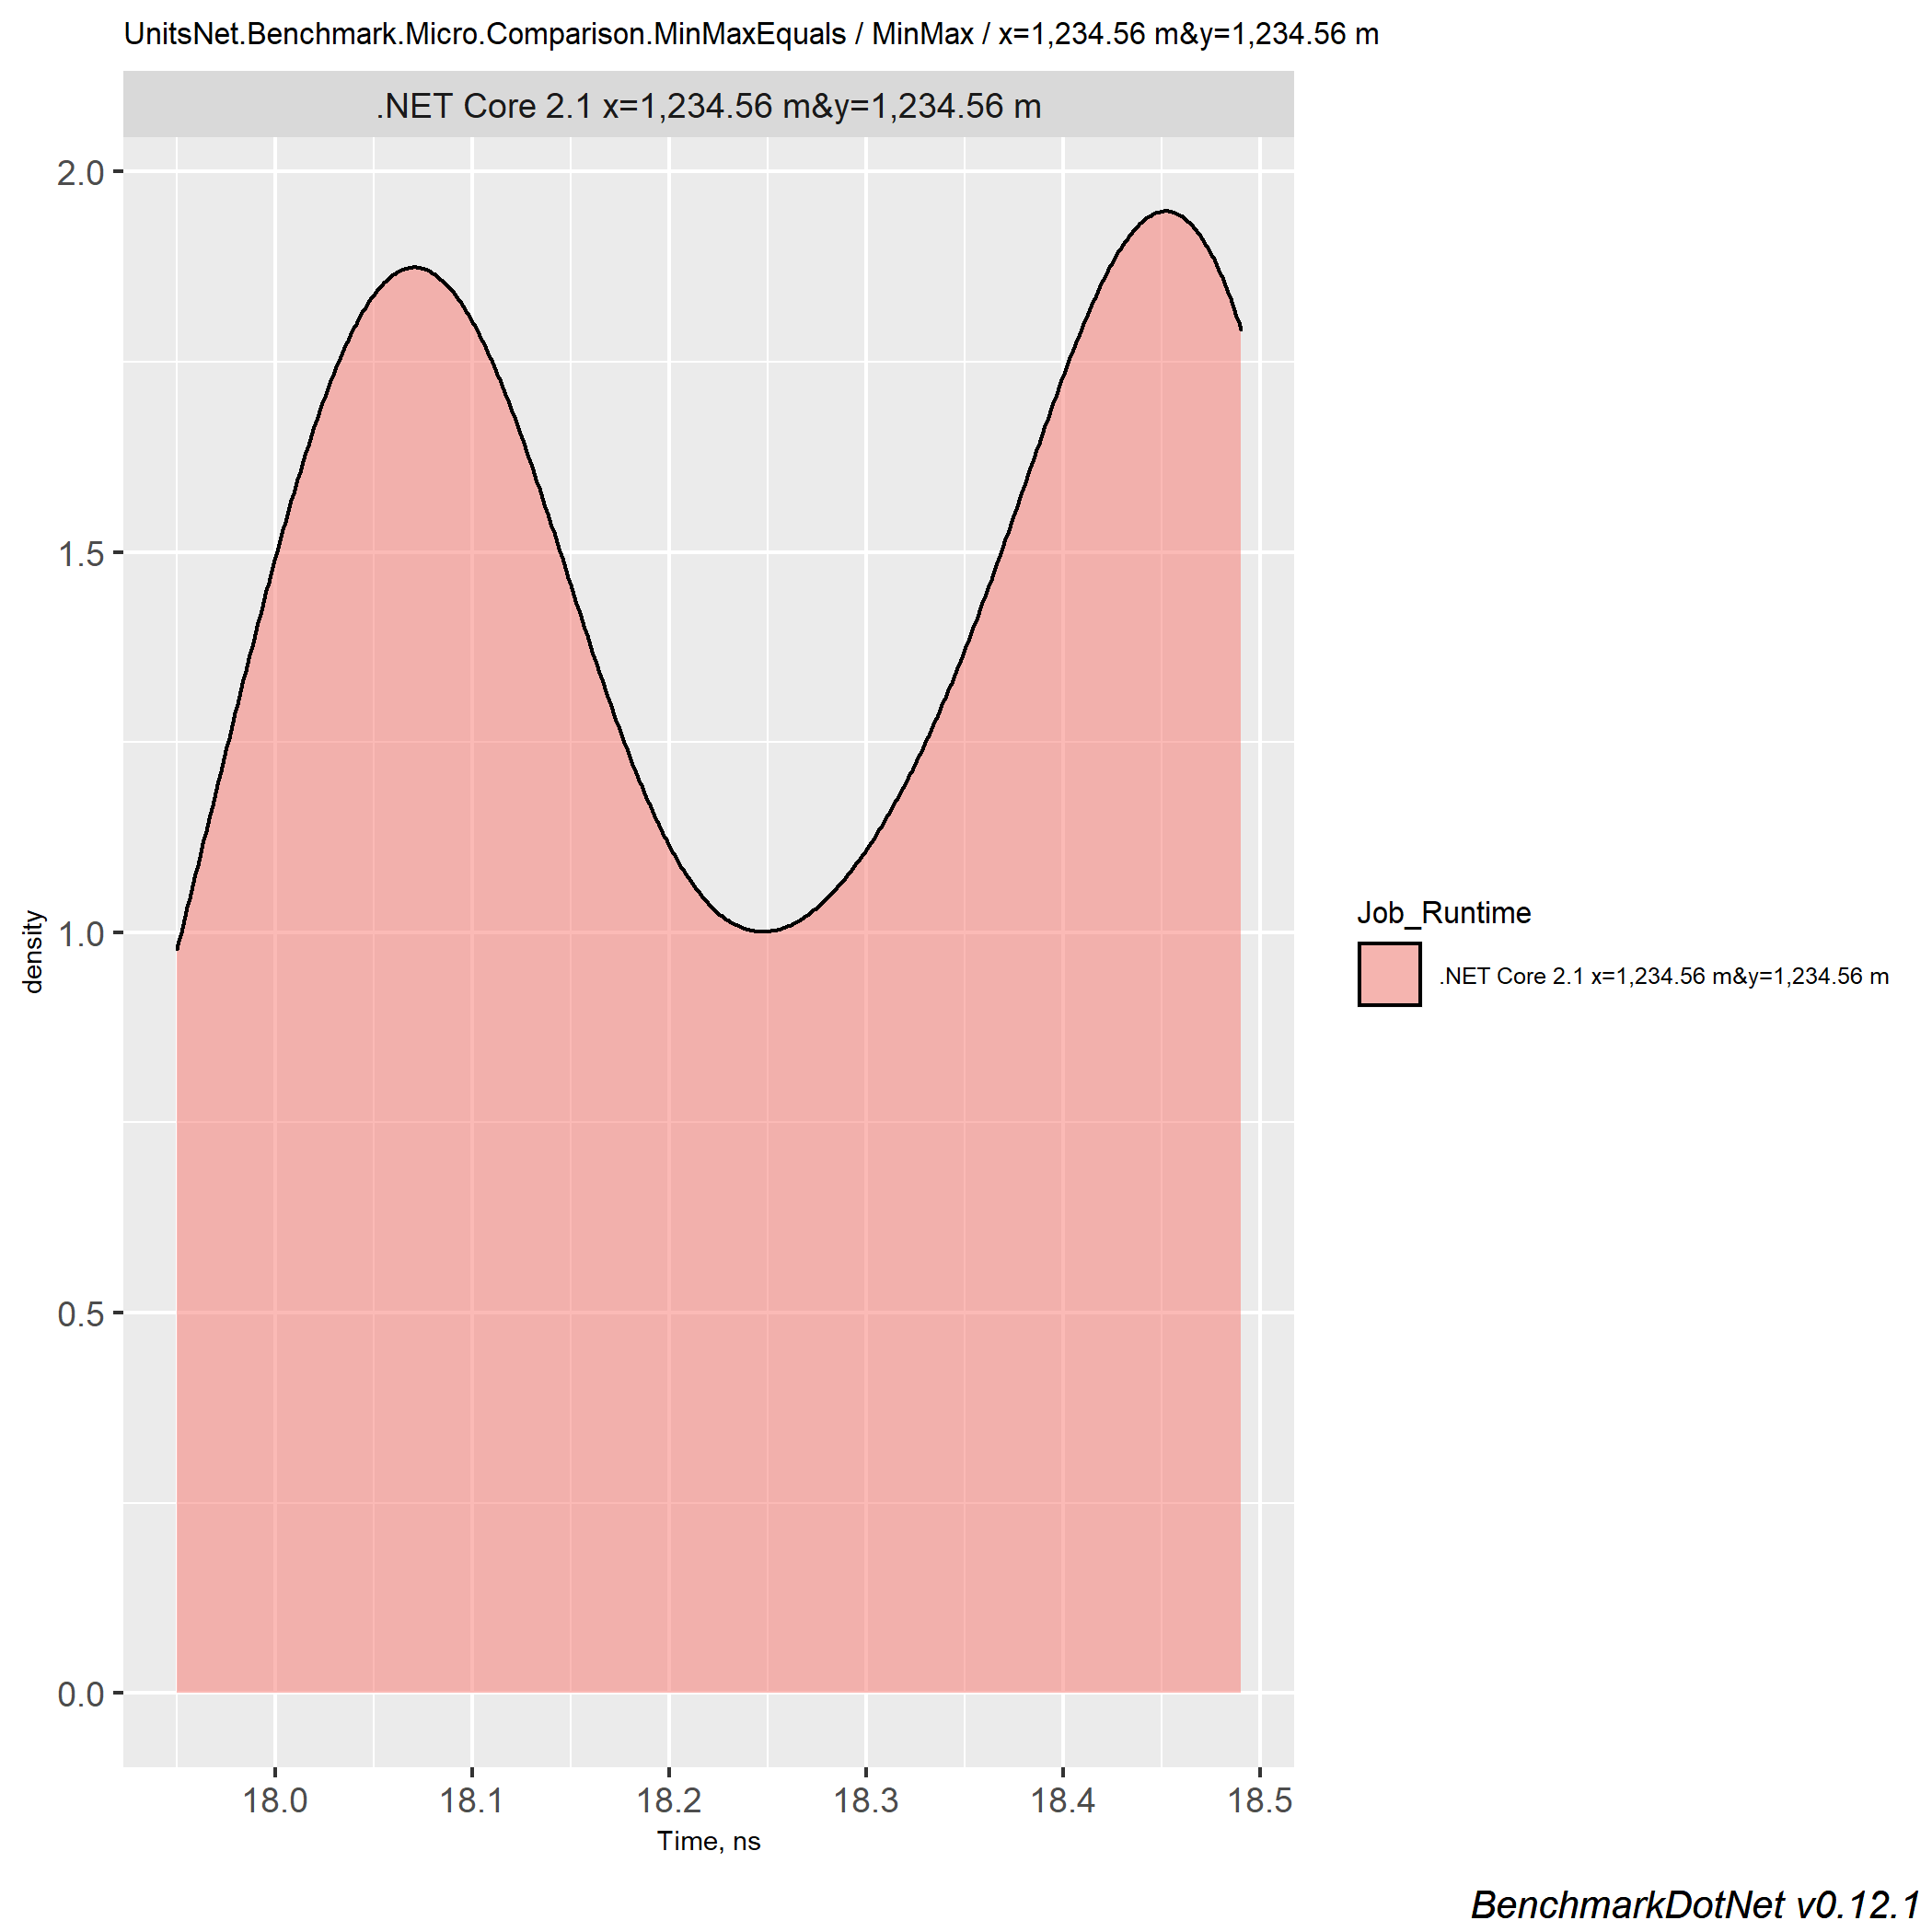 UnitsNet.Benchmark.Micro.Comparison.MinMaxEquals / MinMax / x=1,234.56 m&y=1,234.56 m
.NET Core 2.1 x=1,234.56 m&y=1,234.56 m
2.0
1.5
1.0
0.5
0.0
density
18.0 18.1 18.2 18.3 18.4 18.5
Time, ns
Job_Runtime
.NET Core 2.1 x=1,234.56 m&y=1,234.56 m
BenchmarkDotNet v0.12.1